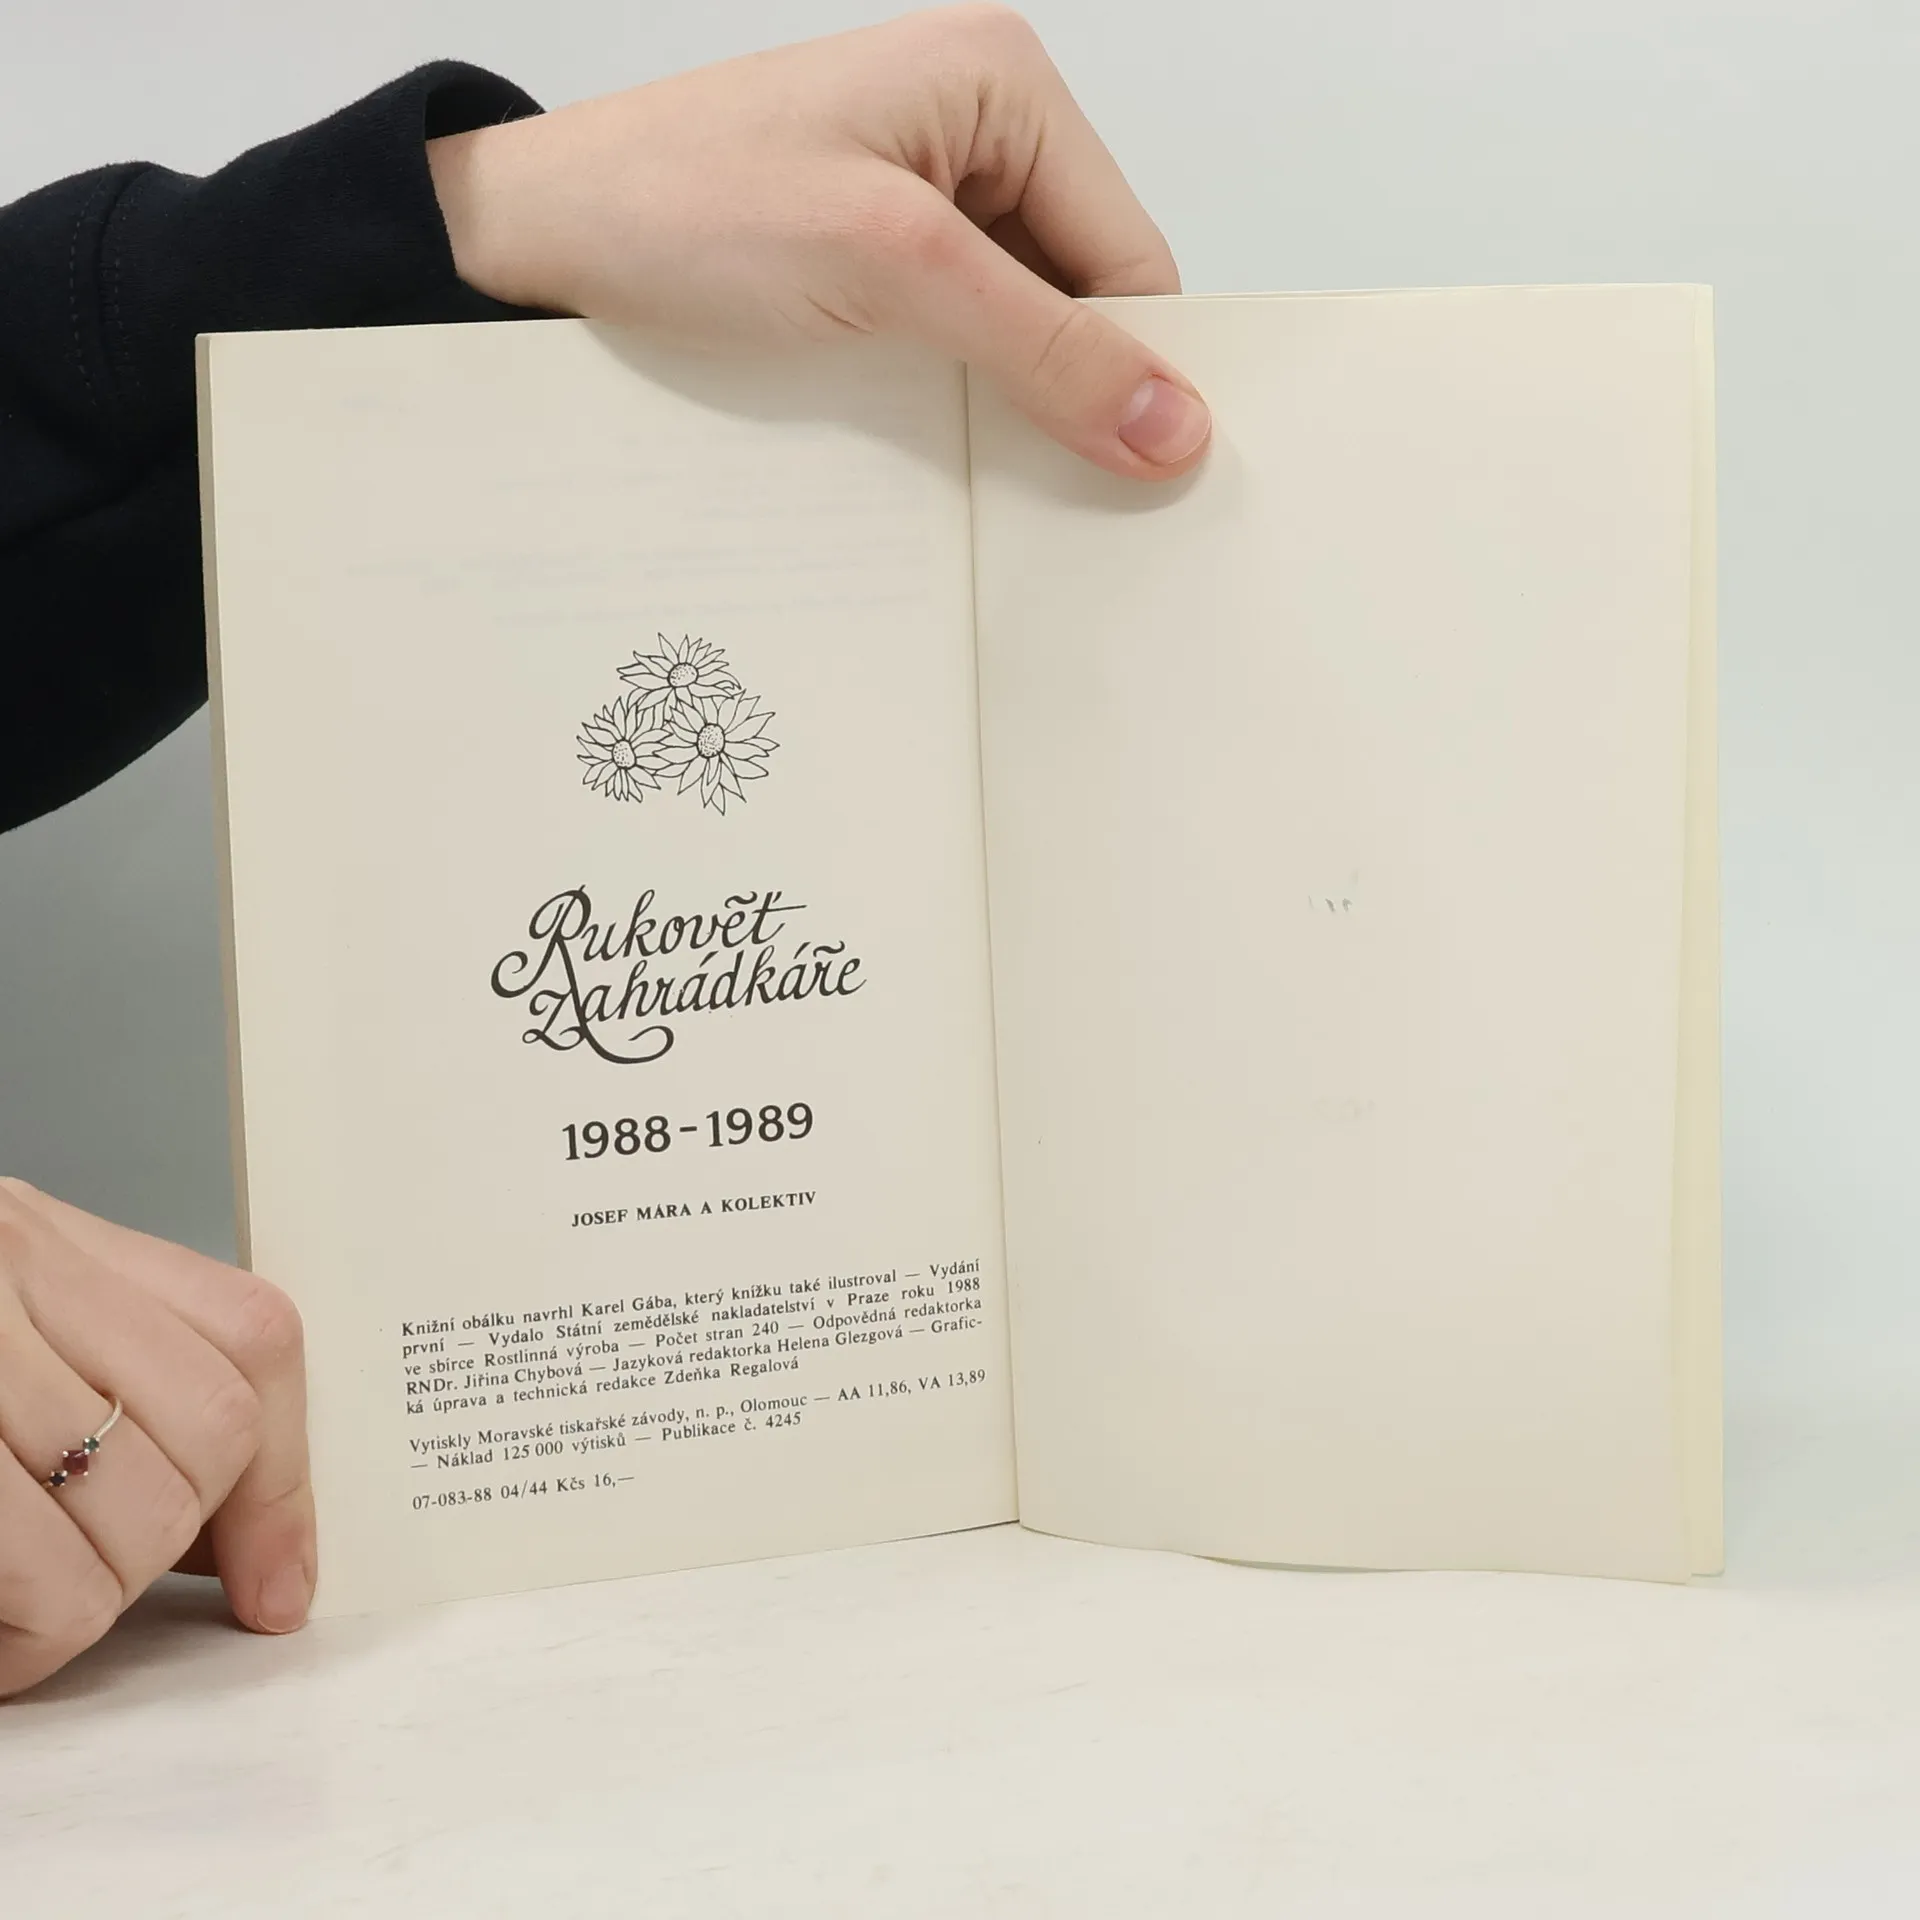 Rukověť
Zahrádkáře
1988-1989
JOSEF MÁRA A KOLEKTIV
Knižní obálku navrhl Karel Gába, který knížku také ilustroval — Vydání
první — Vydalo Státní zemědělské nakladatelství v Praze roku 1988
ve sbírce Rostlinná výroba — Počet stran 240 — Odpovědná redaktorka
RNDr. Jiřina Chybová — Jazyková redaktorka Helena Glezgová — Grafic-
ká úprava a technická redakce Zdeňka Regalová
Vytiskly Moravské tiskařské závody, n. p., Olomouc — AA 11,86, VA 13,89
— Náklad 125 000 výtisků — Publikace č. 4245
07-083-88 04/44 Kčs 16,—